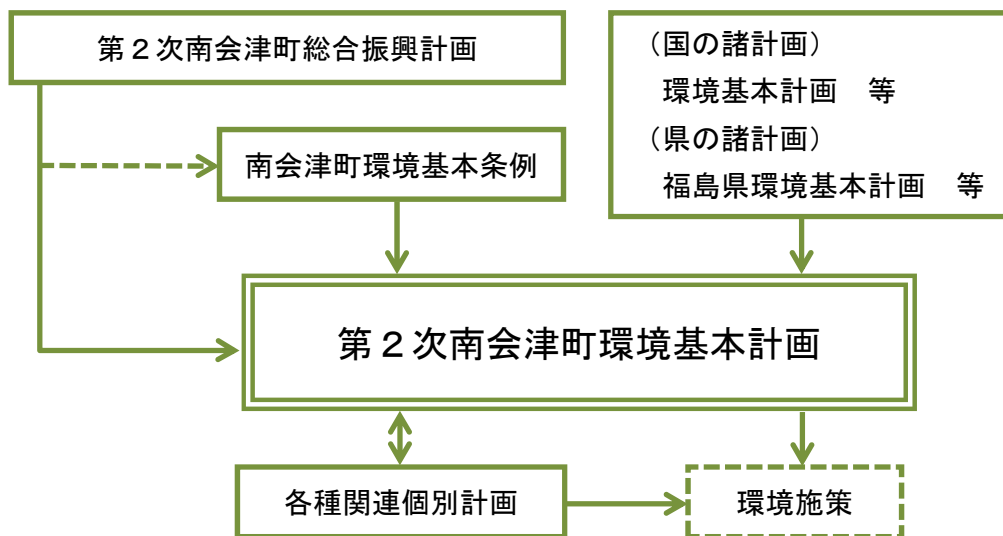 第２次南会津町総合振興計画
（国の諸計画）
環境基本計画　等
（県の諸計画）
福島県環境基本計画　等
南会津町環境基本条例
第２次南会津町環境基本計画
各種関連個別計画
環境施策